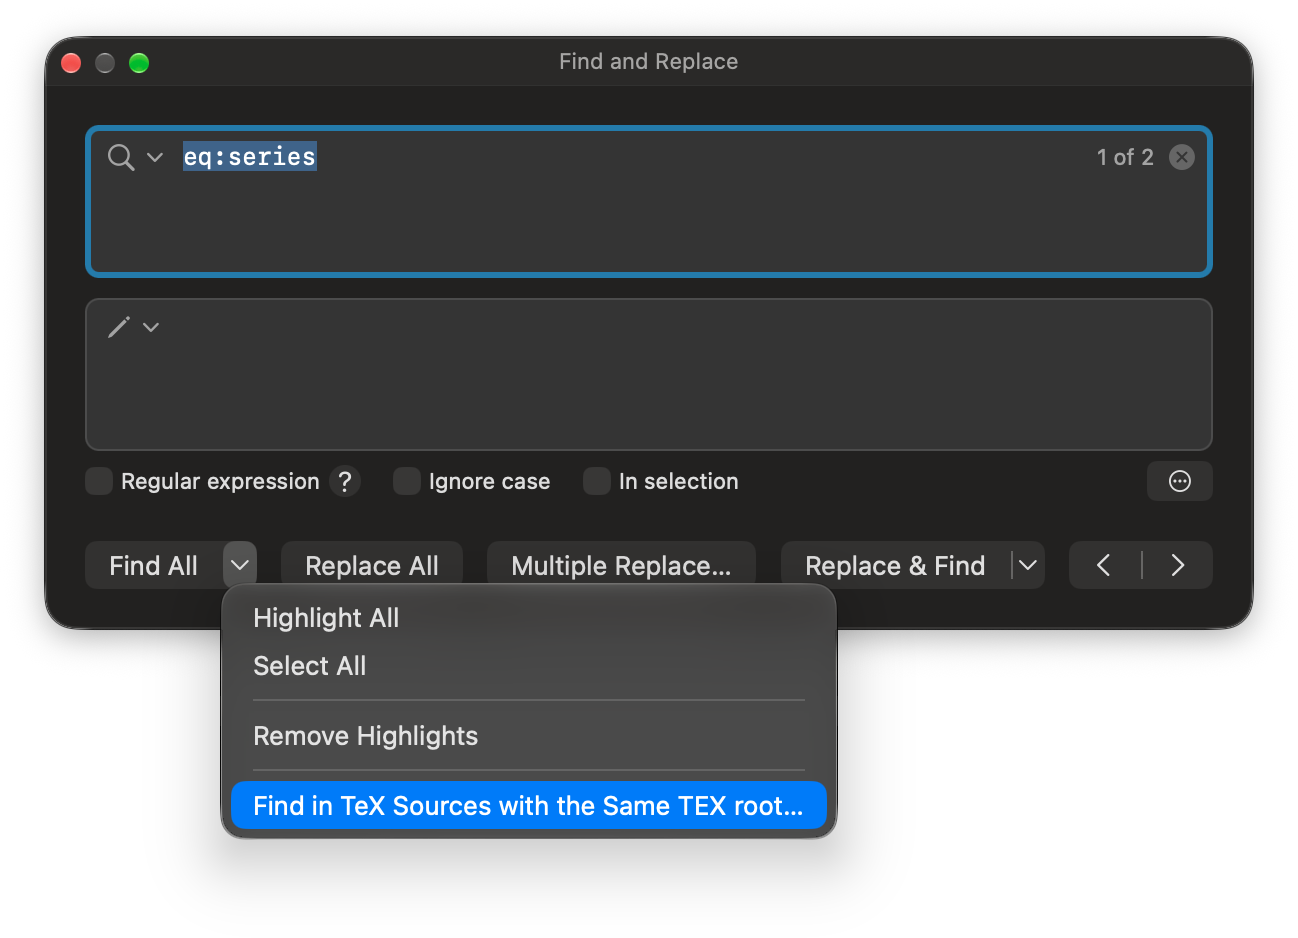 Find and Replace
eq:series
1 of 2
Regular expression ? Ignore case In selection
Find All Replace All Multiple Replace... Replace & Find
Highlight All
Select All
Remove Highlights
Find in TeX Sources with the Same TEX root...